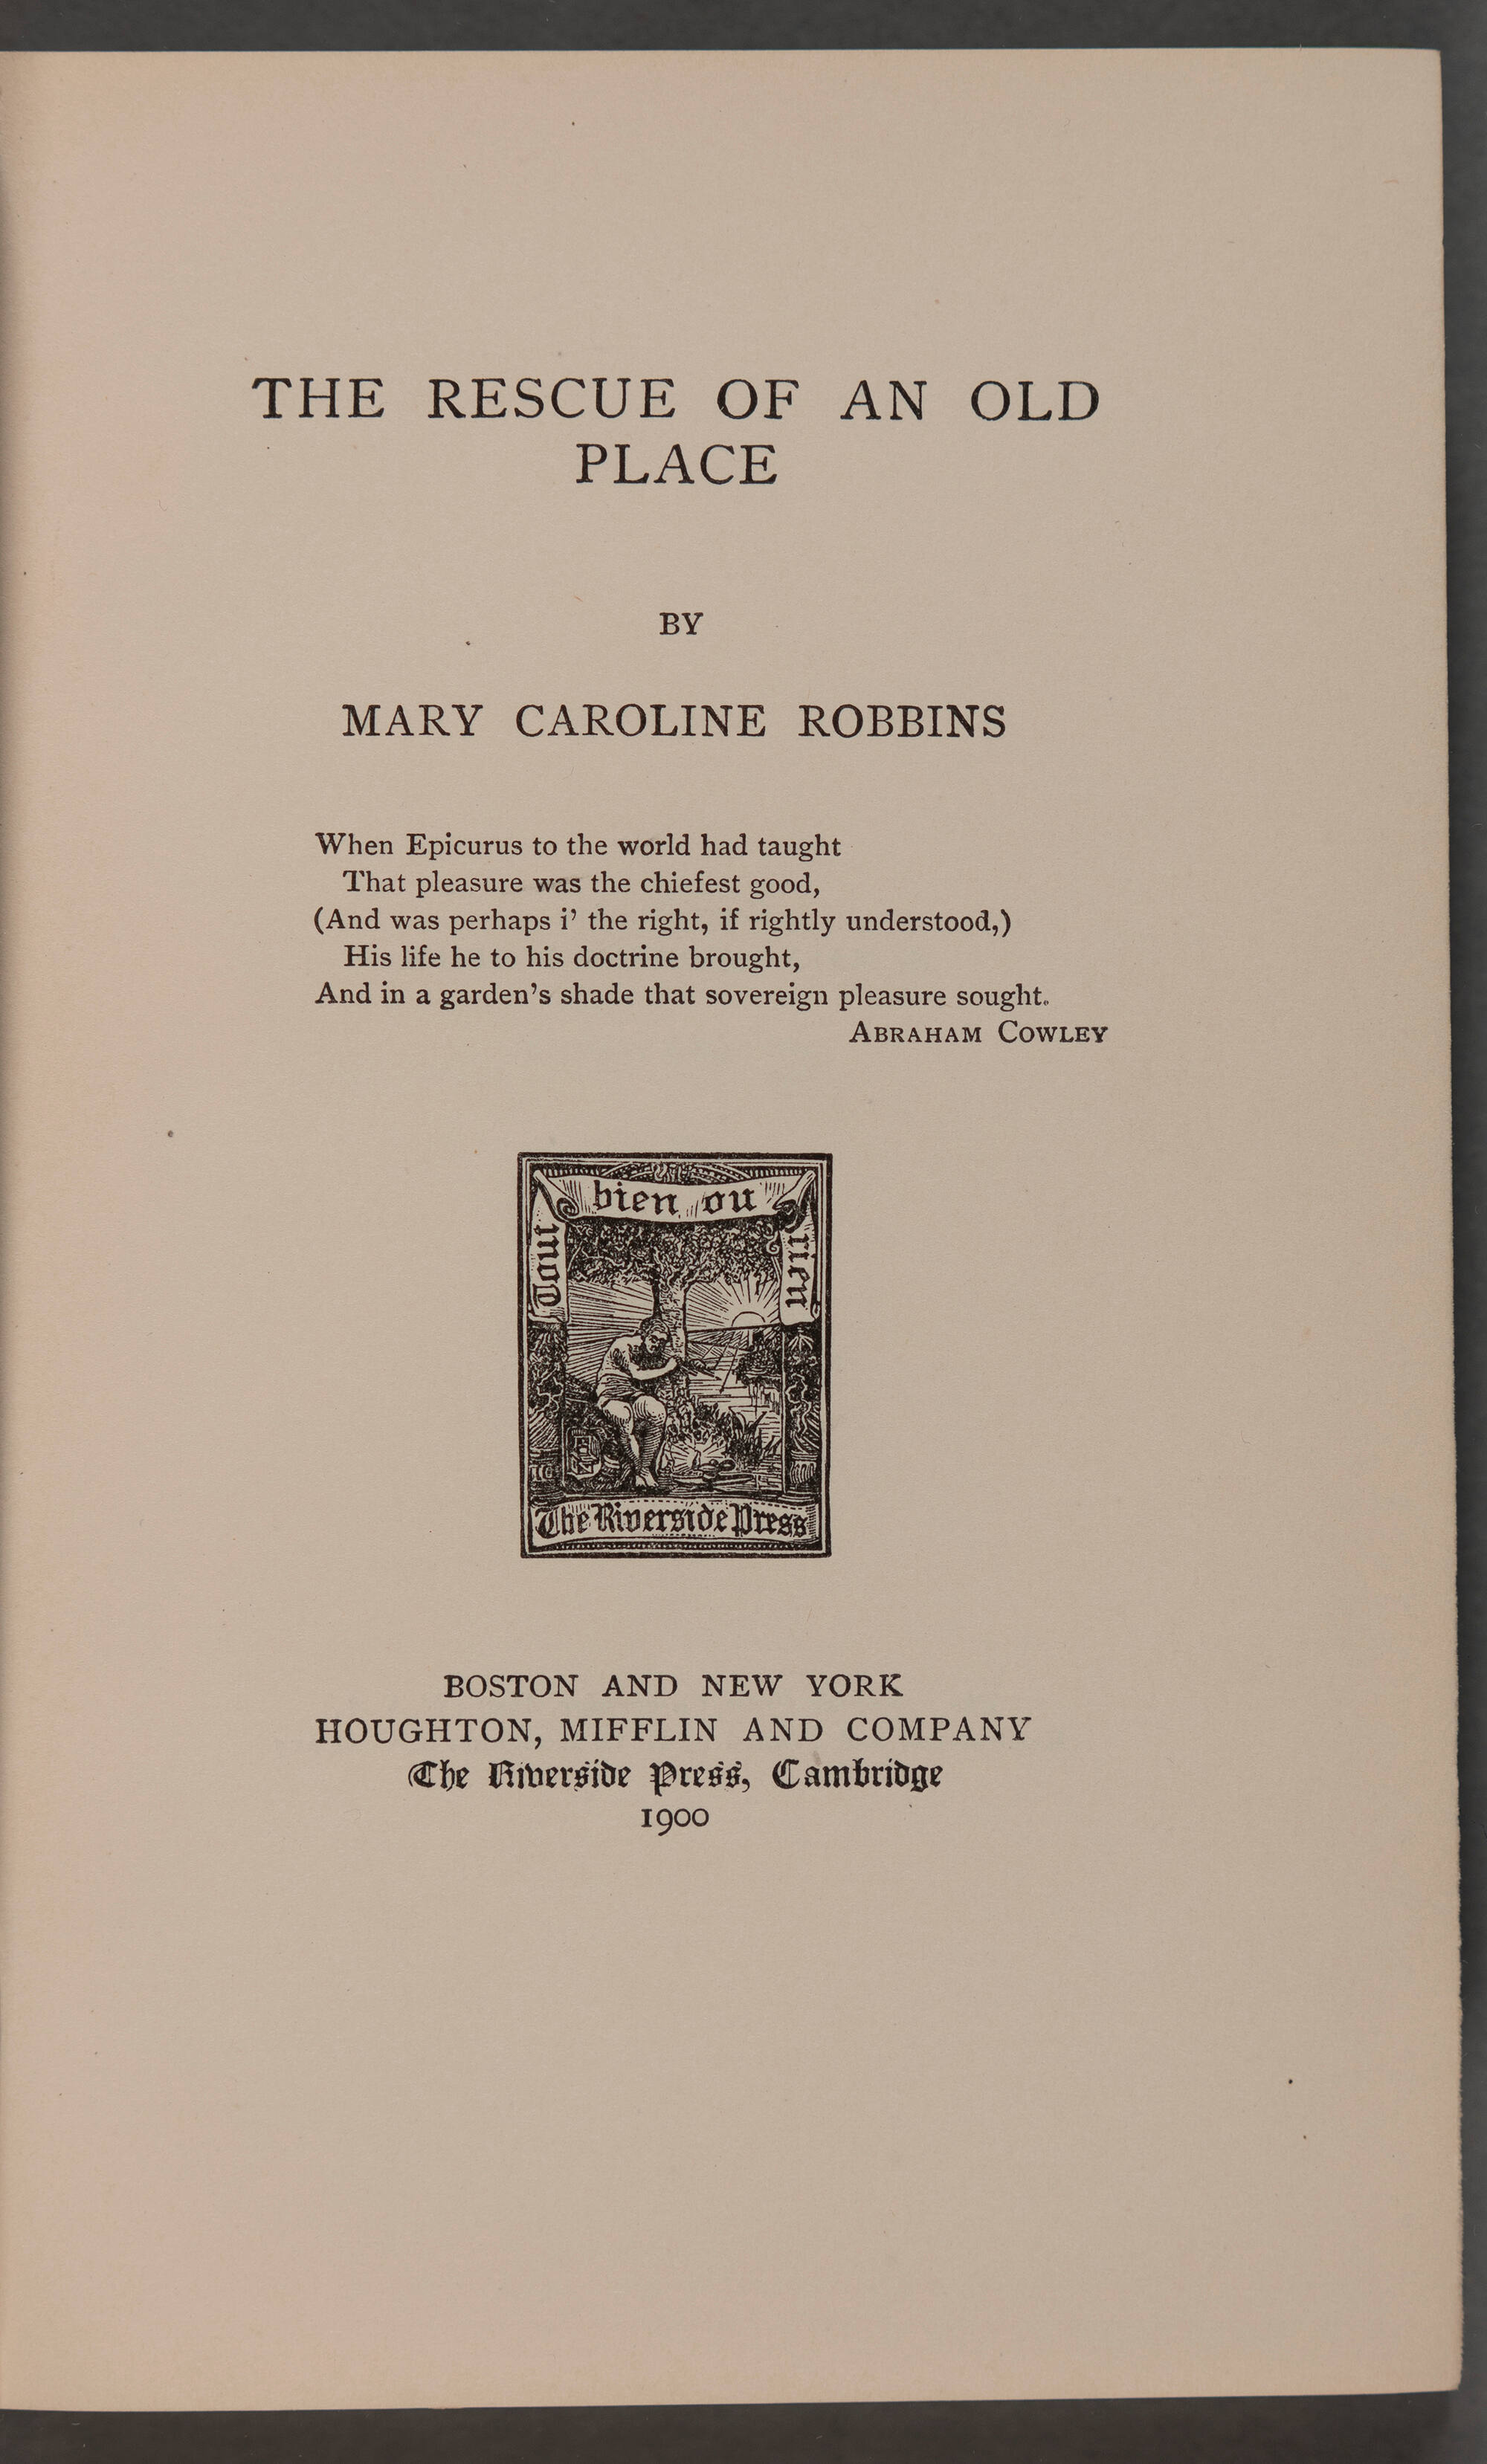 THE RESCUE OF AN OLD
PLACE
BY
MARY CAROLINE ROBBINS
When Epicurus to the world had taught
That pleasure was the chiefest good,
(And was perhaps i’ the right, if rightly understood,)
His life he to his doctrine brought,
And in a garden’s shade that sovereign pleasure sought.
ABRAHAM COWLEY
Tout bien ou rien
The Riverside Press
BOSTON AND NEW YORK
HOUGHTON, MIFFLIN AND COMPANY
The Riverside Press, Cambridge
1900